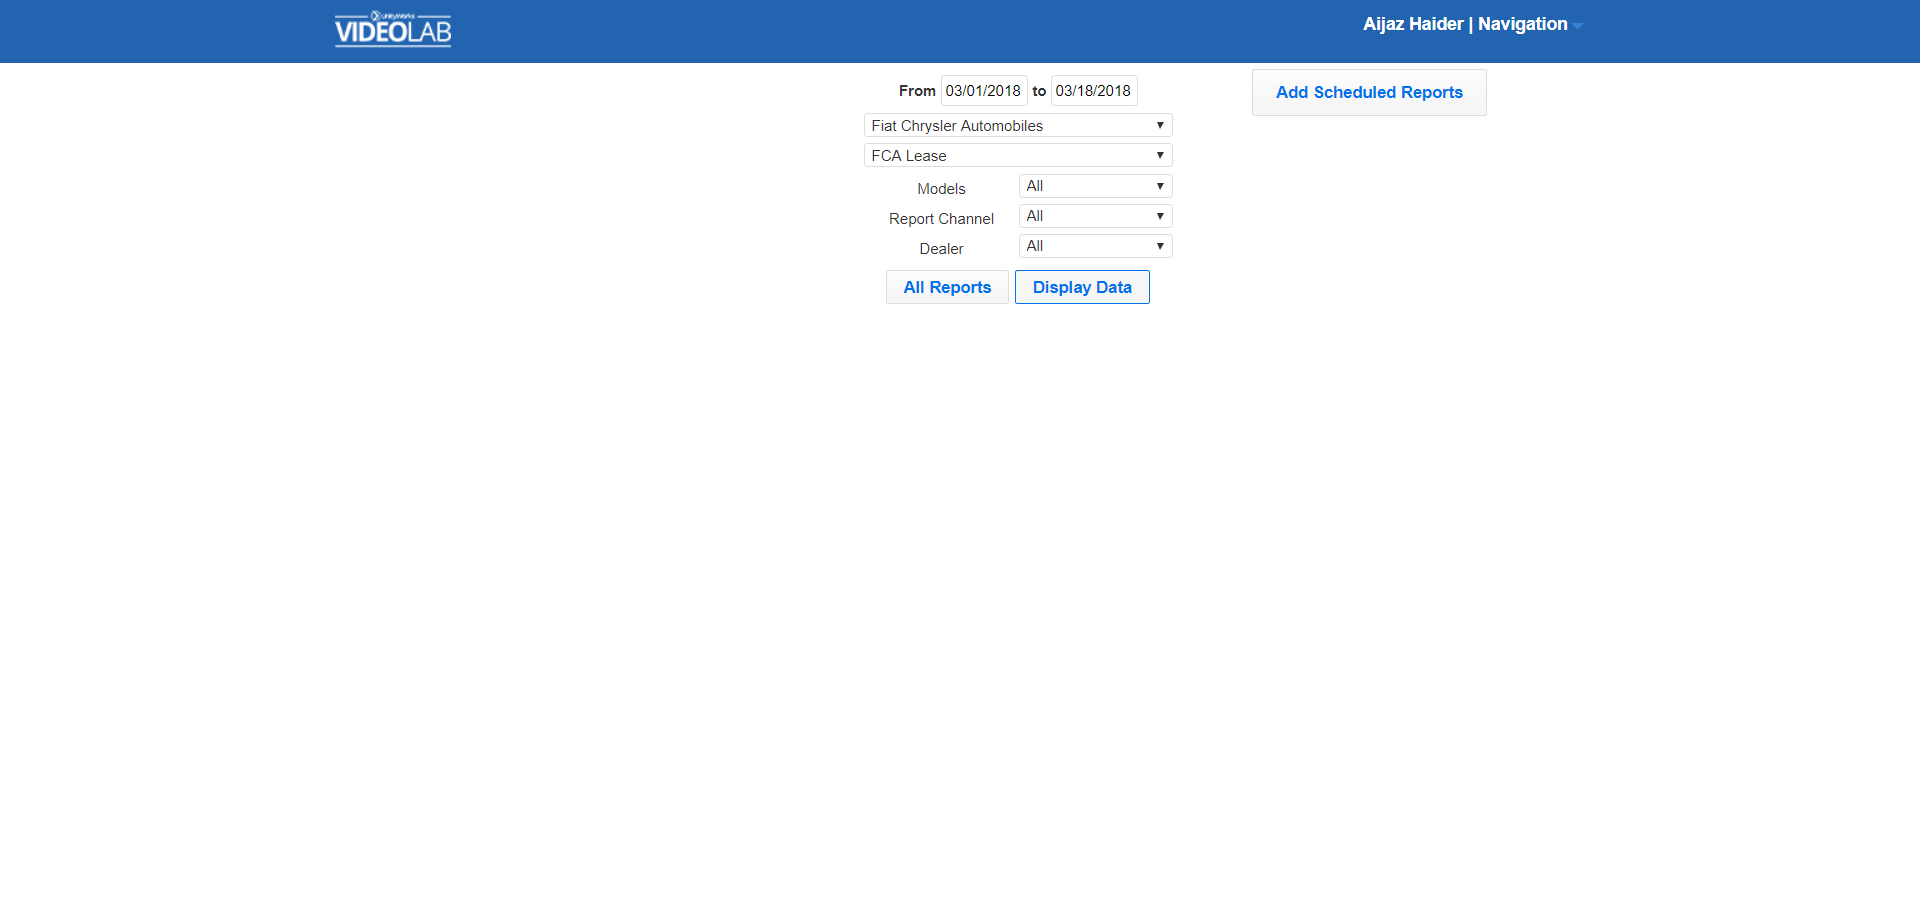 UnityWorks
VIDEOLAB
Aijaz Haider | Navigation
From 03/01/2018 to 03/18/2018
Add Scheduled Reports
Fiat Chrysler Automobiles
FCA Lease
Models All
Report Channel All
Dealer All
All Reports Display Data